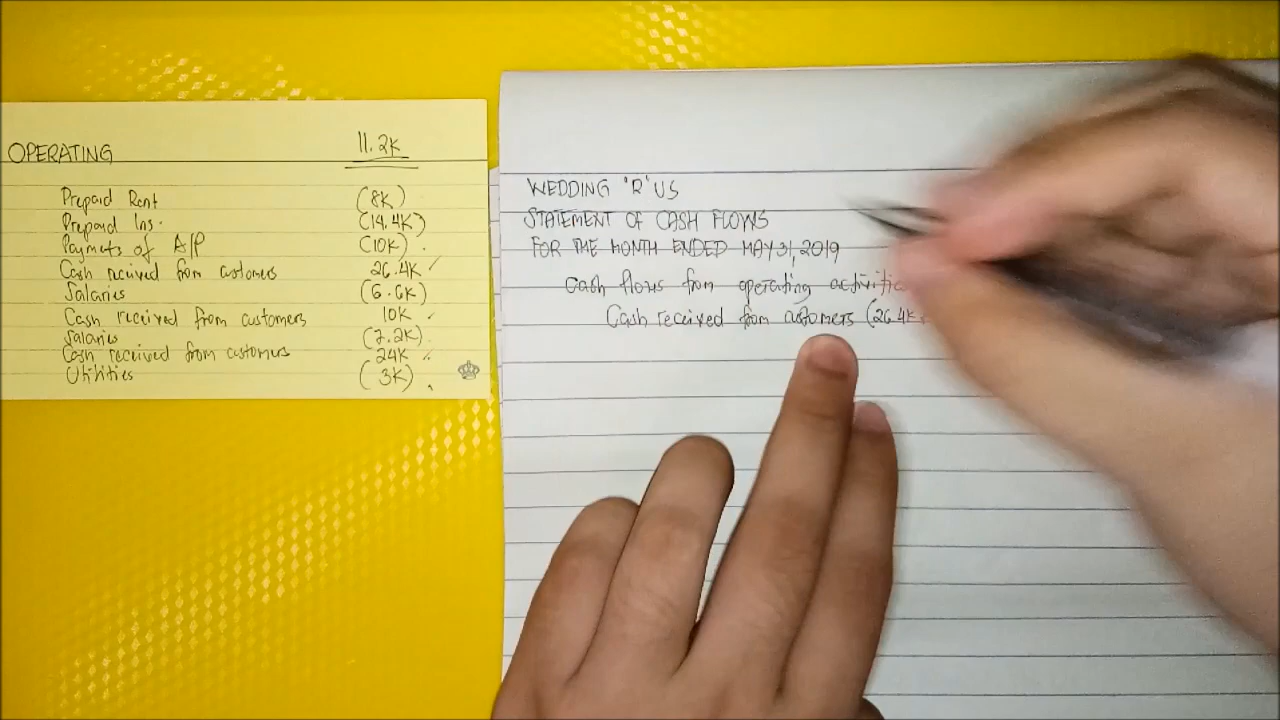 OPERATING 11.2K
Prepaid Rent (8K)
Prepaid Ins. (14.4K)
Payments of A/P (10K)
Cash received from customers 26.4K
Salaries (6.6K)
Cash received from customers 10K
Salaries (7.2K)
Cash received from customers 24K
Utilities (3K)
WEDDING "R" US
STATEMENT OF CASH FLOWS
FOR THE MONTH ENDED MAY 31, 2019
Cash flows from operating activities
Cash received from customers (26.4K